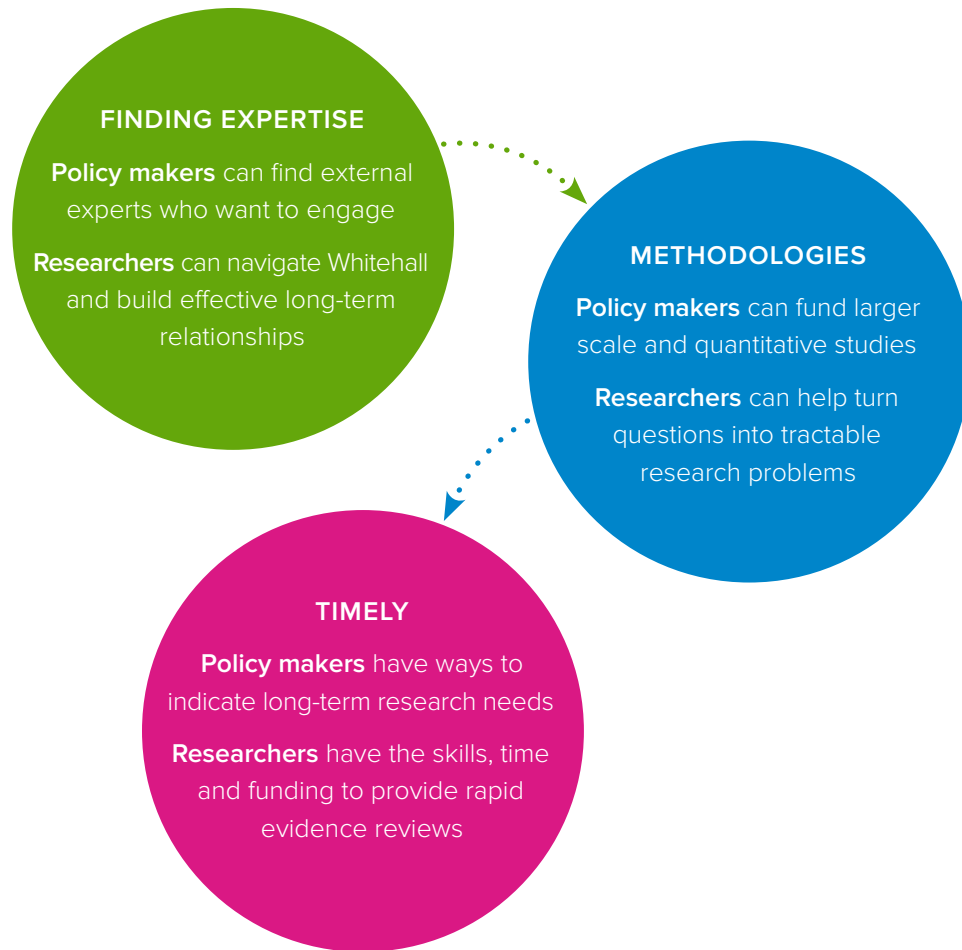 FINDING EXPERTISE
Policy makers can find external
experts who want to engage
Researchers can navigate Whitehall
and build effective long-term
relationships
METHODOLOGIES
Policy makers can fund larger
scale and quantitative studies
Researchers can help turn
questions into tractable
research problems
TIMELY
Policy makers have ways to
indicate long-term research needs
Researchers have the skills, time
and funding to provide rapid
evidence reviews